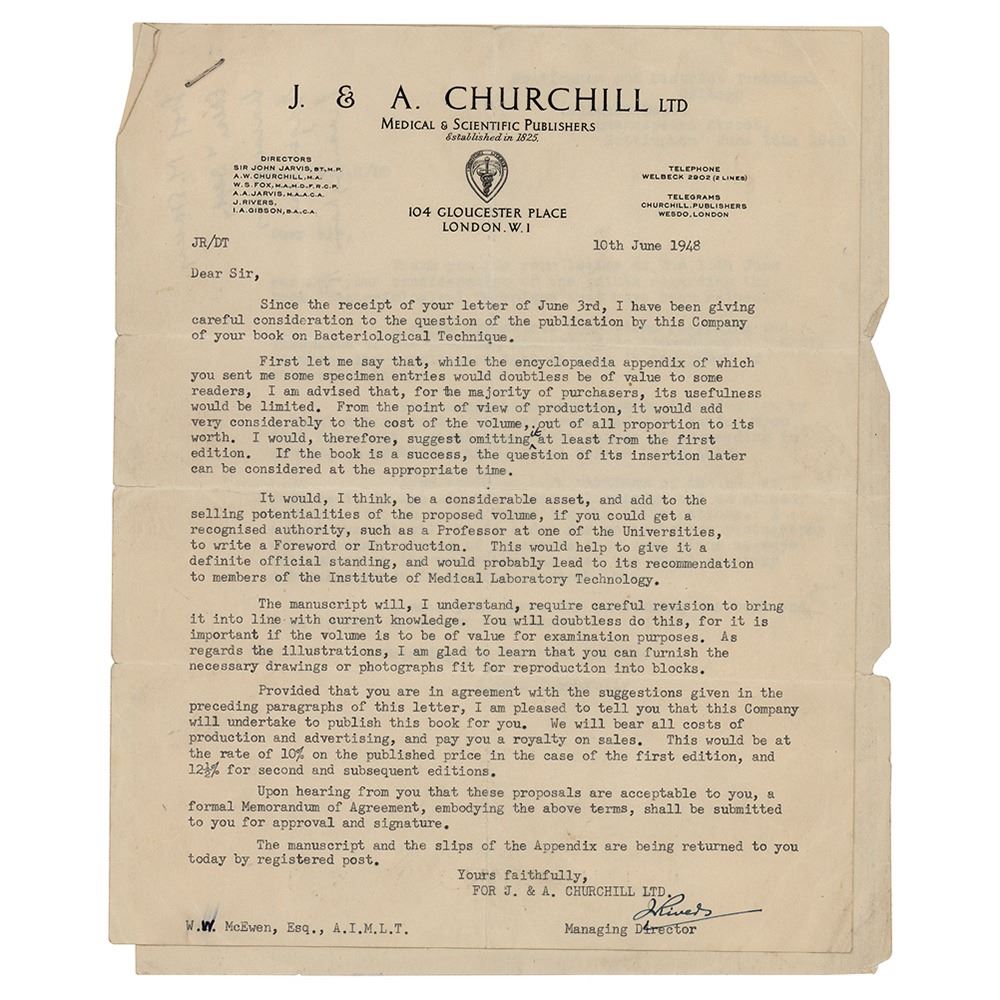 J. & A. CHURCHILL LTD
MEDICAL & SCIENTIFIC PUBLISHERS
Established in 1825.
DIRECTORS
SIR JOHN JARVIS, BT., M.P.
A.W. CHURCHILL, M.A.
W.S. FOX, M.A., M.D., F.R.C.P.
A.A. JARVIS, M.A., A.C.A.
J. RIVERS,
I.A. GIBSON, B.A., C.A.
104 GLOUCESTER PLACE
LONDON. W. 1
TELEPHONE
WELBECK 2902 (2 LINES)
TELEGRAMS
CHURCHILL.PUBLISHERS
WESDO, LONDON
JR/DT
10th June 1948
Dear Sir,
Since the receipt of your letter of June 3rd, I have been giving
careful consideration to the question of the publication by this Company
of your book on Bacteriological Technique.
First let me say that, while the encyclopaedia appendix of which
you sent me some specimen entries would doubtless be of value to some
readers, I am advised that, for the majority of purchasers, its usefulness
would be limited. From the point of view of production, it would add
very considerably to the cost of the volume, out of all proportion to its
worth. I would, therefore, suggest omitting it at least from the first
edition. If the book is a success, the question of its insertion later
can be considered at the appropriate time.
It would, I think, be a considerable asset, and add to the
selling potentialities of the proposed volume, if you could get a
recognised authority, such as a Professor at one of the Universities,
to write a Foreword or Introduction. This would help to give it a
definite official standing, and would probably lead to its recommendation
to members of the Institute of Medical Laboratory Technology.
The manuscript will, I understand, require careful revision to bring
it into line with current knowledge. You will doubtless do this, for it is
important if the volume is to be of value for examination purposes. As
regards the illustrations, I am glad to learn that you can furnish the
necessary drawings or photographs fit for reproduction into blocks.
Provided that you are in agreement with the suggestions given in the
preceding paragraphs of this letter, I am pleased to tell you that this Company
will undertake to publish this book for you. We will bear all costs of
production and advertising, and pay you a royalty on sales. This would be at
the rate of 10% on the published price in the case of the first edition, and
12½% for second and subsequent editions.
Upon hearing from you that these proposals are acceptable to you, a
formal Memorandum of Agreement, embodying the above terms, shall be submitted
to you for approval and signature.
The manuscript and the slips of the Appendix are being returned to you
today by registered post.
Yours faithfully,
FOR J. & A. CHURCHILL LTD.
J Rivers
Managing Director
W.W. McEwen, Esq., A.I.M.L.T.